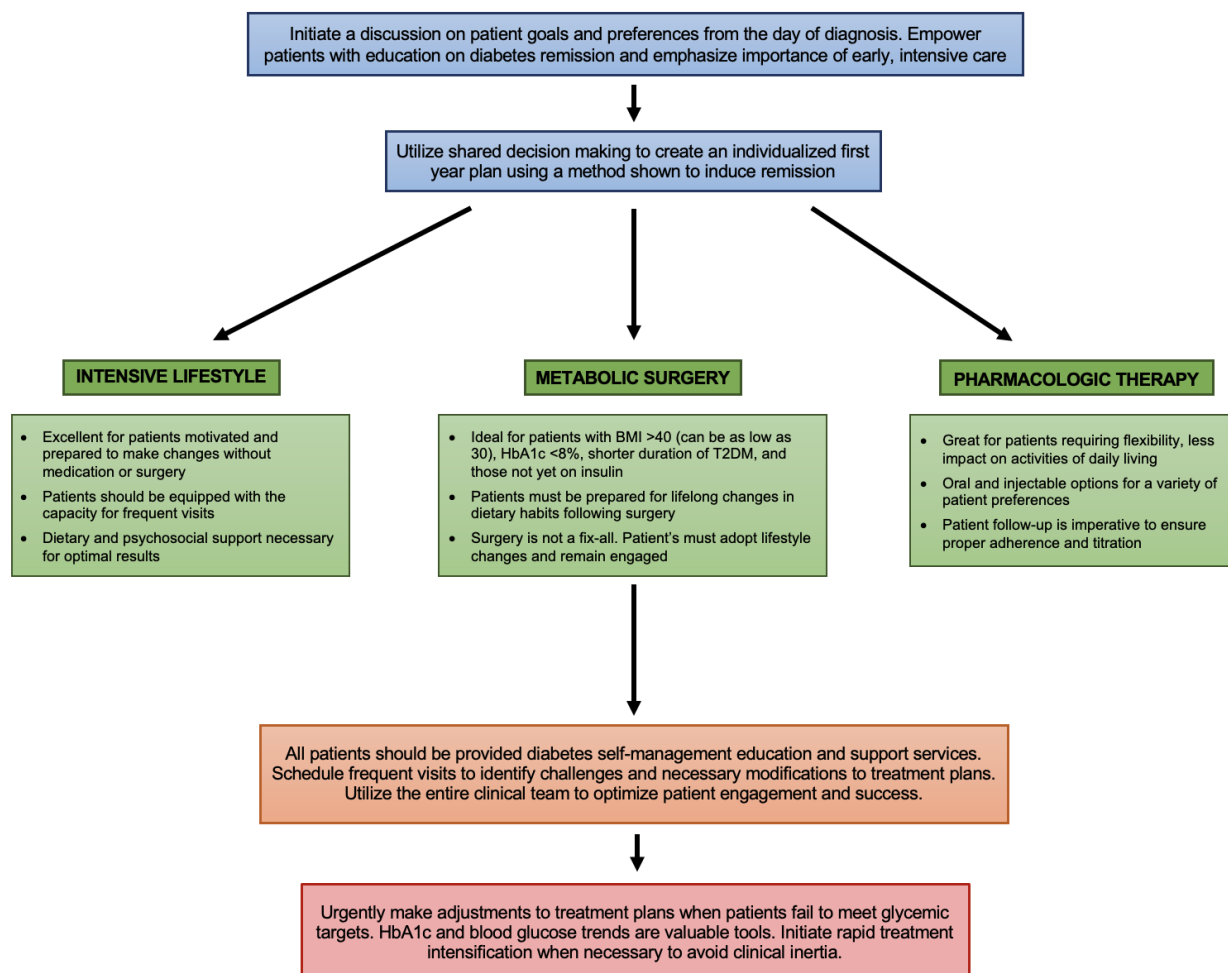 Initiate a discussion on patient goals and preferences from the day of diagnosis. Empower
patients with education on diabetes remission and emphasize importance of early, intensive care
Utilize shared decision making to create an individualized first
year plan using a method shown to induce remission
INTENSIVE LIFESTYLE
• Excellent for patients motivated and
prepared to make changes without
medication or surgery
• Patients should be equipped with the
capacity for frequent visits
• Dietary and psychosocial support necessary
for optimal results
METABOLIC SURGERY
• Ideal for patients with BMI >40 (can be as low as
30), HbA1c <8%, shorter duration of T2DM, and
those not yet on insulin
• Patients must be prepared for lifelong changes in
dietary habits following surgery
• Surgery is not a fix-all. Patient's must adopt lifestyle
changes and remain engaged
PHARMACOLOGIC THERAPY
• Great for patients requiring flexibility, less
impact on activities of daily living
• Oral and injectable options for a variety of
patient preferences
• Patient follow-up is imperative to ensure
proper adherence and titration
All patients should be provided diabetes self-management education and support services.
Schedule frequent visits to identify challenges and necessary modifications to treatment plans.
Utilize the entire clinical team to optimize patient engagement and success.
Urgently make adjustments to treatment plans when patients fail to meet glycemic
targets. HbA1c and blood glucose trends are valuable tools. Initiate rapid treatment
intensification when necessary to avoid clinical inertia.